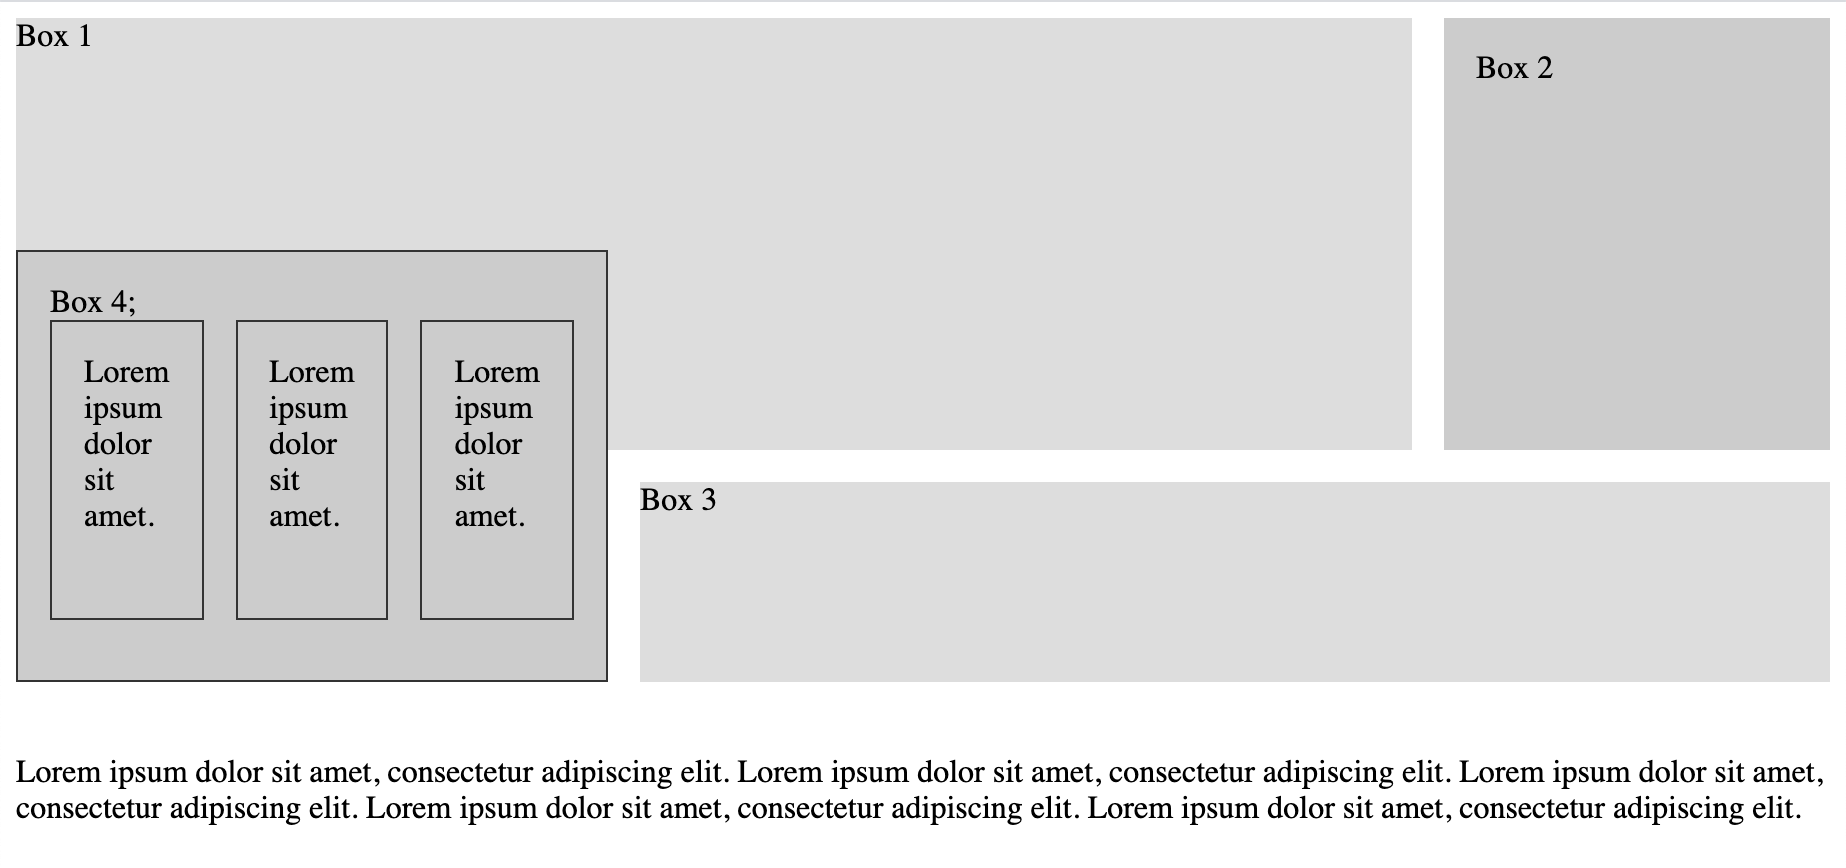 Box 1
Box 2
Box 4;
Lorem
ipsum
dolor
sit
amet.
Lorem
ipsum
dolor
sit
amet.
Lorem
ipsum
dolor
sit
amet.
Box 3
Lorem ipsum dolor sit amet, consectetur adipiscing elit. Lorem ipsum dolor sit amet, consectetur adipiscing elit. Lorem ipsum dolor sit amet,
consectetur adipiscing elit. Lorem ipsum dolor sit amet, consectetur adipiscing elit. Lorem ipsum dolor sit amet, consectetur adipiscing elit.